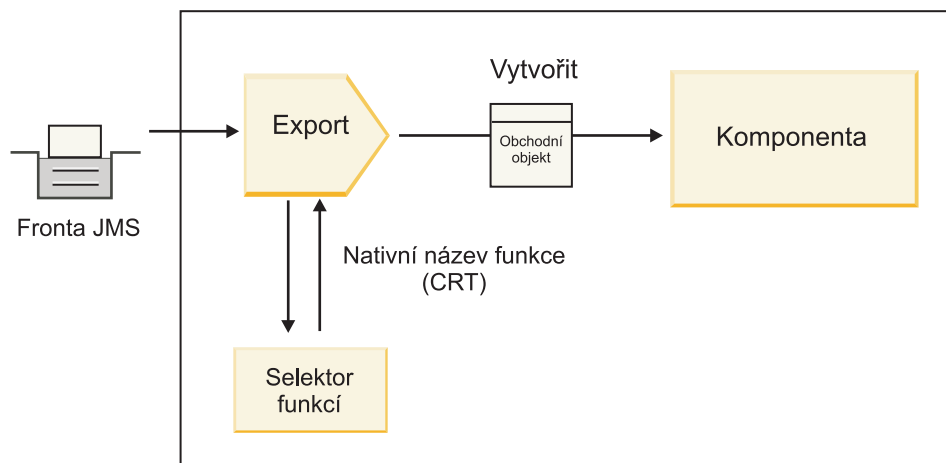 Vytvořit
Export
Obchodní
objekt
Komponenta
Fronta JMS
Nativní název funkce
(CRT)
Selektor
funkcí